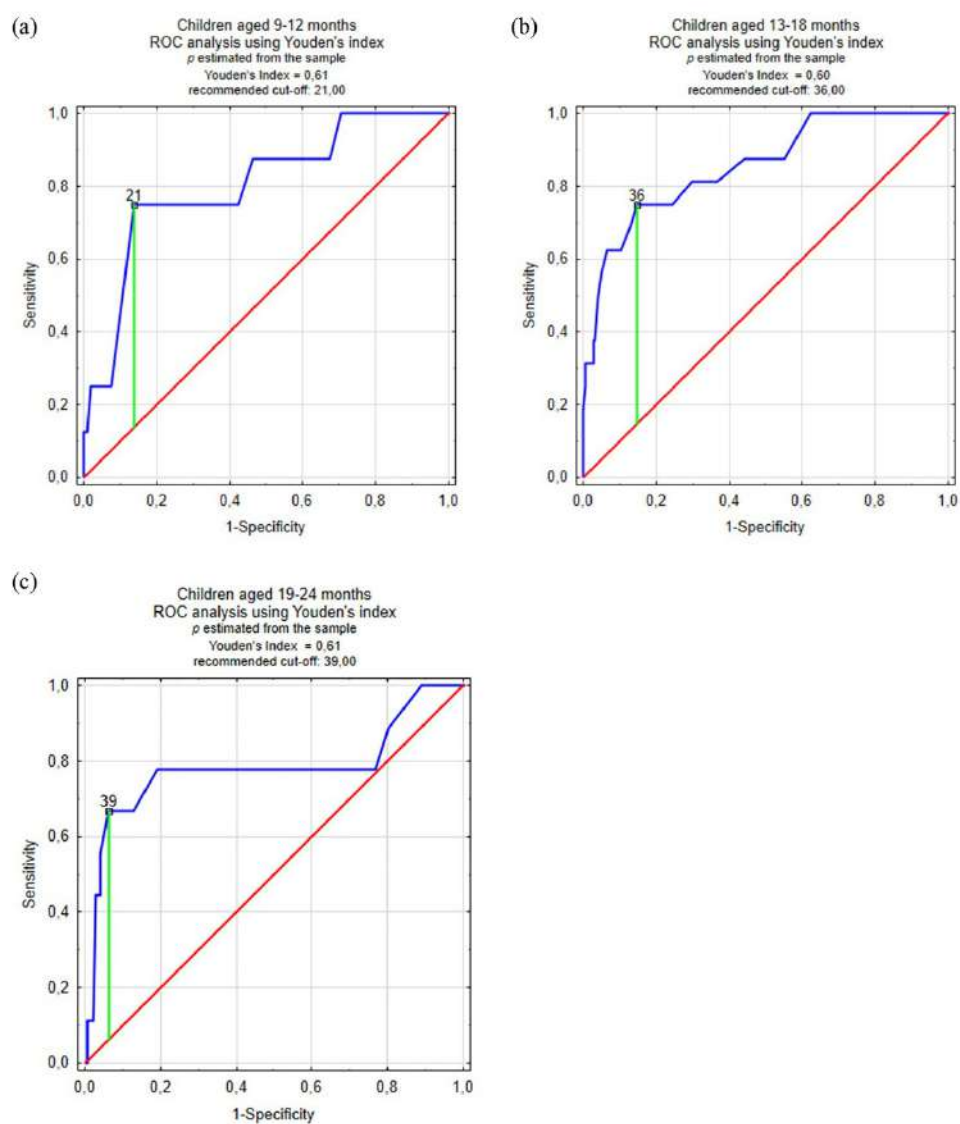 (a)
Children aged 9-12 months
ROC analysis using Youden's index
p estimated from the sample
Youden's Index = 0,61
recommended cut-off: 21,00
1,0
0,8
0,6
0,4
0,2
0,0
Sensitivity
21
0,0 0,2 0,4 0,6 0,8 1,0
1-Specificity
(b)
Children aged 13-18 months
ROC analysis using Youden's index
p estimated from the sample
Youden's Index = 0,60
recommended cut-off: 36,00
1,0
0,8
0,6
0,4
0,2
0,0
Sensitivity
36
0,0 0,2 0,4 0,6 0,8 1,0
1-Specificity
(c)
Children aged 19-24 months
ROC analysis using Youden's index
p estimated from the sample
Youden's Index = 0,61
recommended cut-off: 39,00
1,0
0,8
0,6
0,4
0,2
0,0
Sensitivity
39
0,0 0,2 0,4 0,6 0,8 1,0
1-Specificity